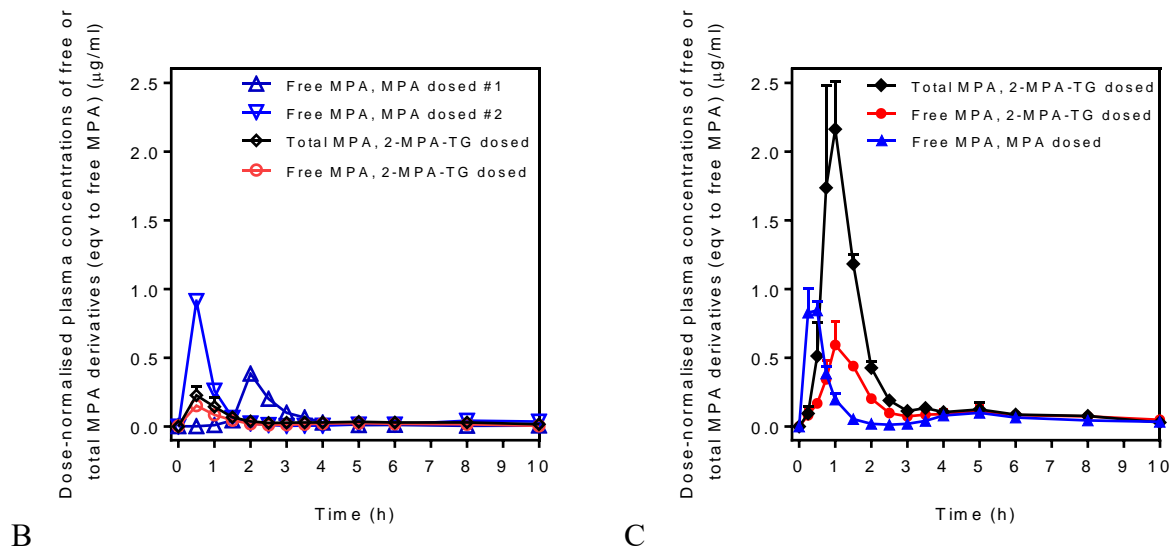 Dose-normalised plasma concentrations of free or
total MPA derivatives (eqv to free MPA) (µg/ml)
2.5
2.0
1.5
1.0
0.5
0.0
Free MPA, MPA dosed #1
Free MPA, MPA dosed #2
Total MPA, 2-MPA-TG dosed
Free MPA, 2-MPA-TG dosed
0 1 2 3 4 5 6 7 8 9 10
Time (h)
B
Dose-normalised plasma concentrations of free or
total MPA derivatives (eqv to free MPA) (µg/ml)
2.5
2.0
1.5
1.0
0.5
0.0
Total MPA, 2-MPA-TG dosed
Free MPA, 2-MPA-TG dosed
Free MPA, MPA dosed
0 1 2 3 4 5 6 7 8 9 10
Time (h)
C